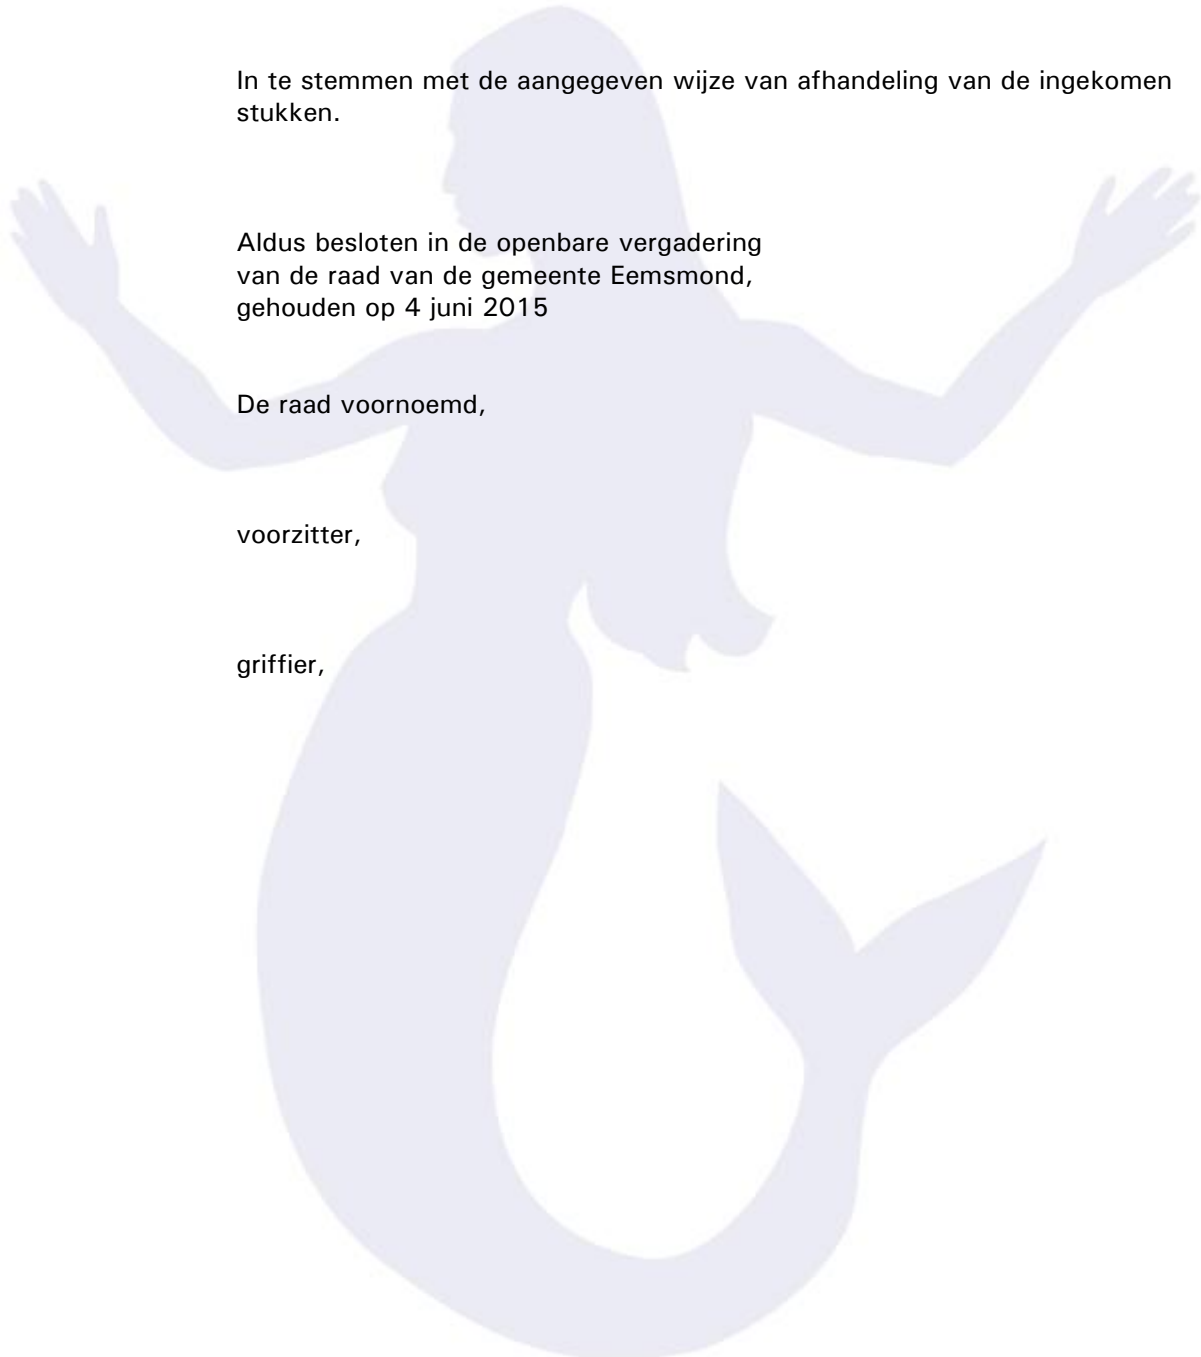 In te stemmen met de aangegeven wijze van afhandeling van de ingekomen
stukken.
Aldus besloten in de openbare vergadering
van de raad van de gemeente Eemsmond,
gehouden op 4 juni 2015
De raad voornoemd,
voorzitter,
griffier,